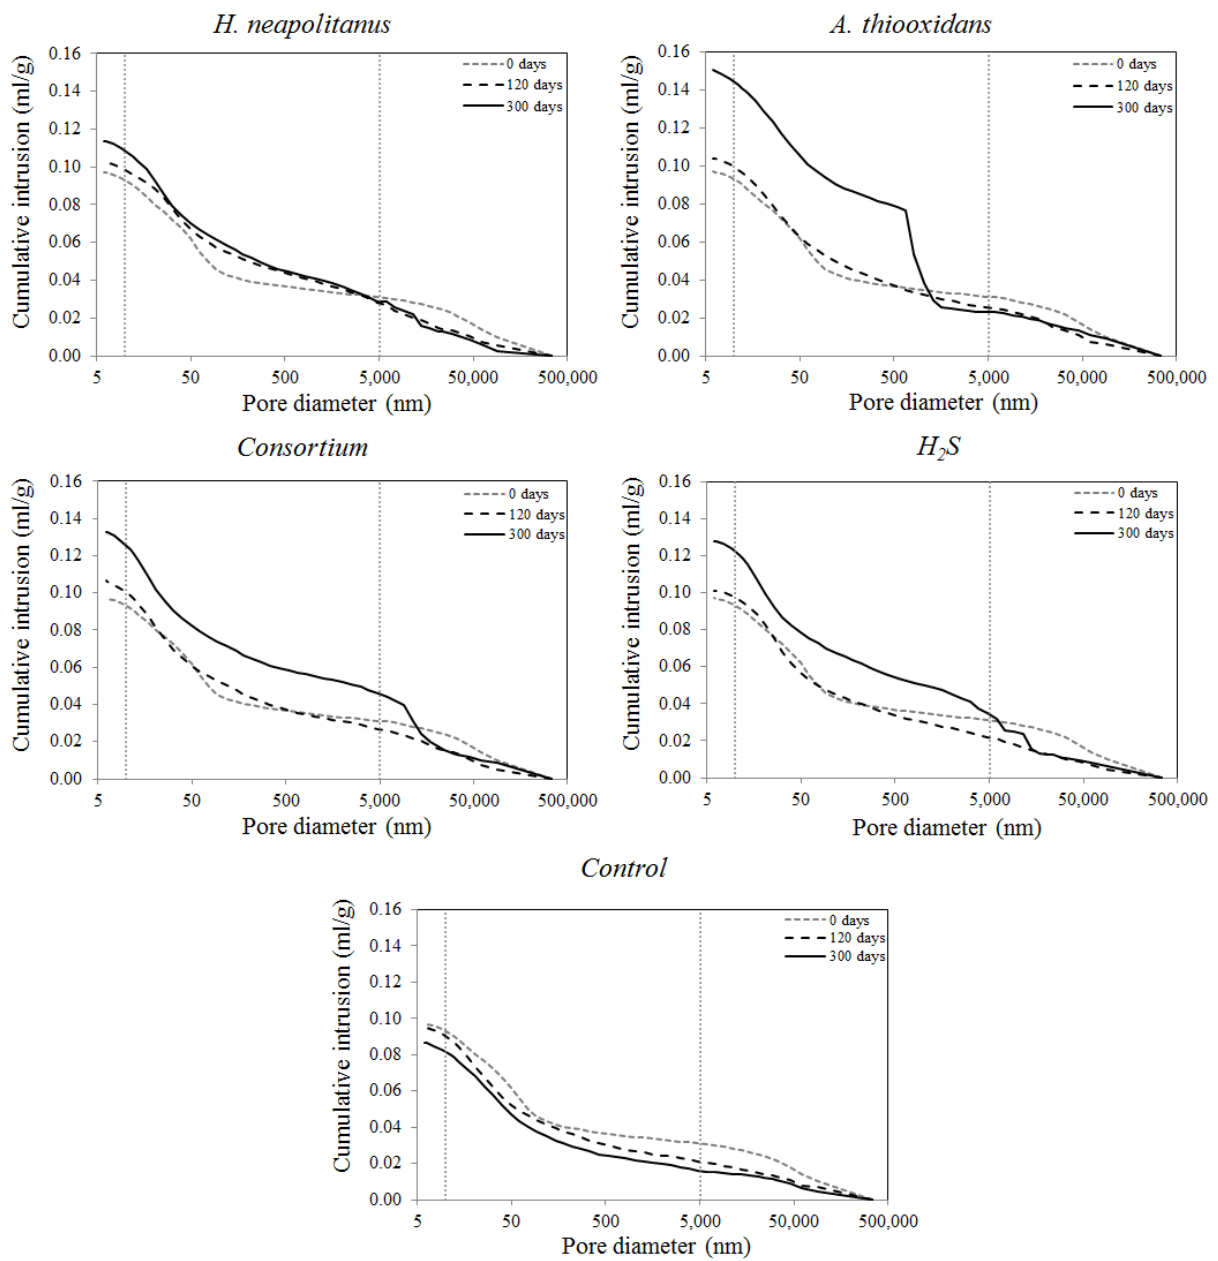 H. neapolitanus
Cumulative intrusion (ml/g)
0.16
0.14
0.12
0.10
0.08
0.06
0.04
0.02
0.00
0 days
120 days
300 days
5 50 500 5,000 50,000 500,000
Pore diameter (nm)
A. thiooxidans
Cumulative intrusion (ml/g)
0.16
0.14
0.12
0.10
0.08
0.06
0.04
0.02
0.00
0 days
120 days
300 days
5 50 500 5,000 50,000 500,000
Pore diameter (nm)
Consortium
Cumulative intrusion (ml/g)
0.16
0.14
0.12
0.10
0.08
0.06
0.04
0.02
0.00
0 days
120 days
300 days
5 50 500 5,000 50,000 500,000
Pore diameter (nm)
H₂S
Cumulative intrusion (ml/g)
0.16
0.14
0.12
0.10
0.08
0.06
0.04
0.02
0.00
0 days
120 days
300 days
5 50 500 5,000 50,000 500,000
Pore diameter (nm)
Control
Cumulative intrusion (ml/g)
0.16
0.14
0.12
0.10
0.08
0.06
0.04
0.02
0.00
0 days
120 days
300 days
5 50 500 5,000 50,000 500,000
Pore diameter (nm)